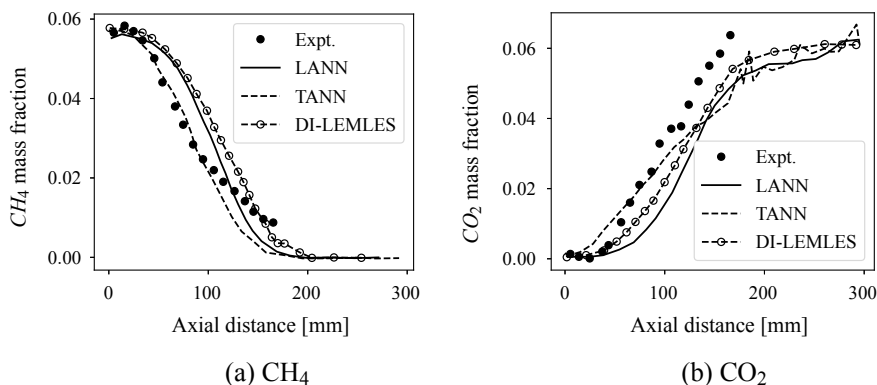 0.06
0.04
0.02
0.00
CH4 mass fraction
0
100
200
300
Axial distance [mm]
Expt.
LANN
TANN
DI-LEMLES
(a) CH4
0.06
0.04
0.02
0.00
CO2 mass fraction
0
100
200
300
Axial distance [mm]
Expt.
LANN
TANN
DI-LEMLES
(b) CO2